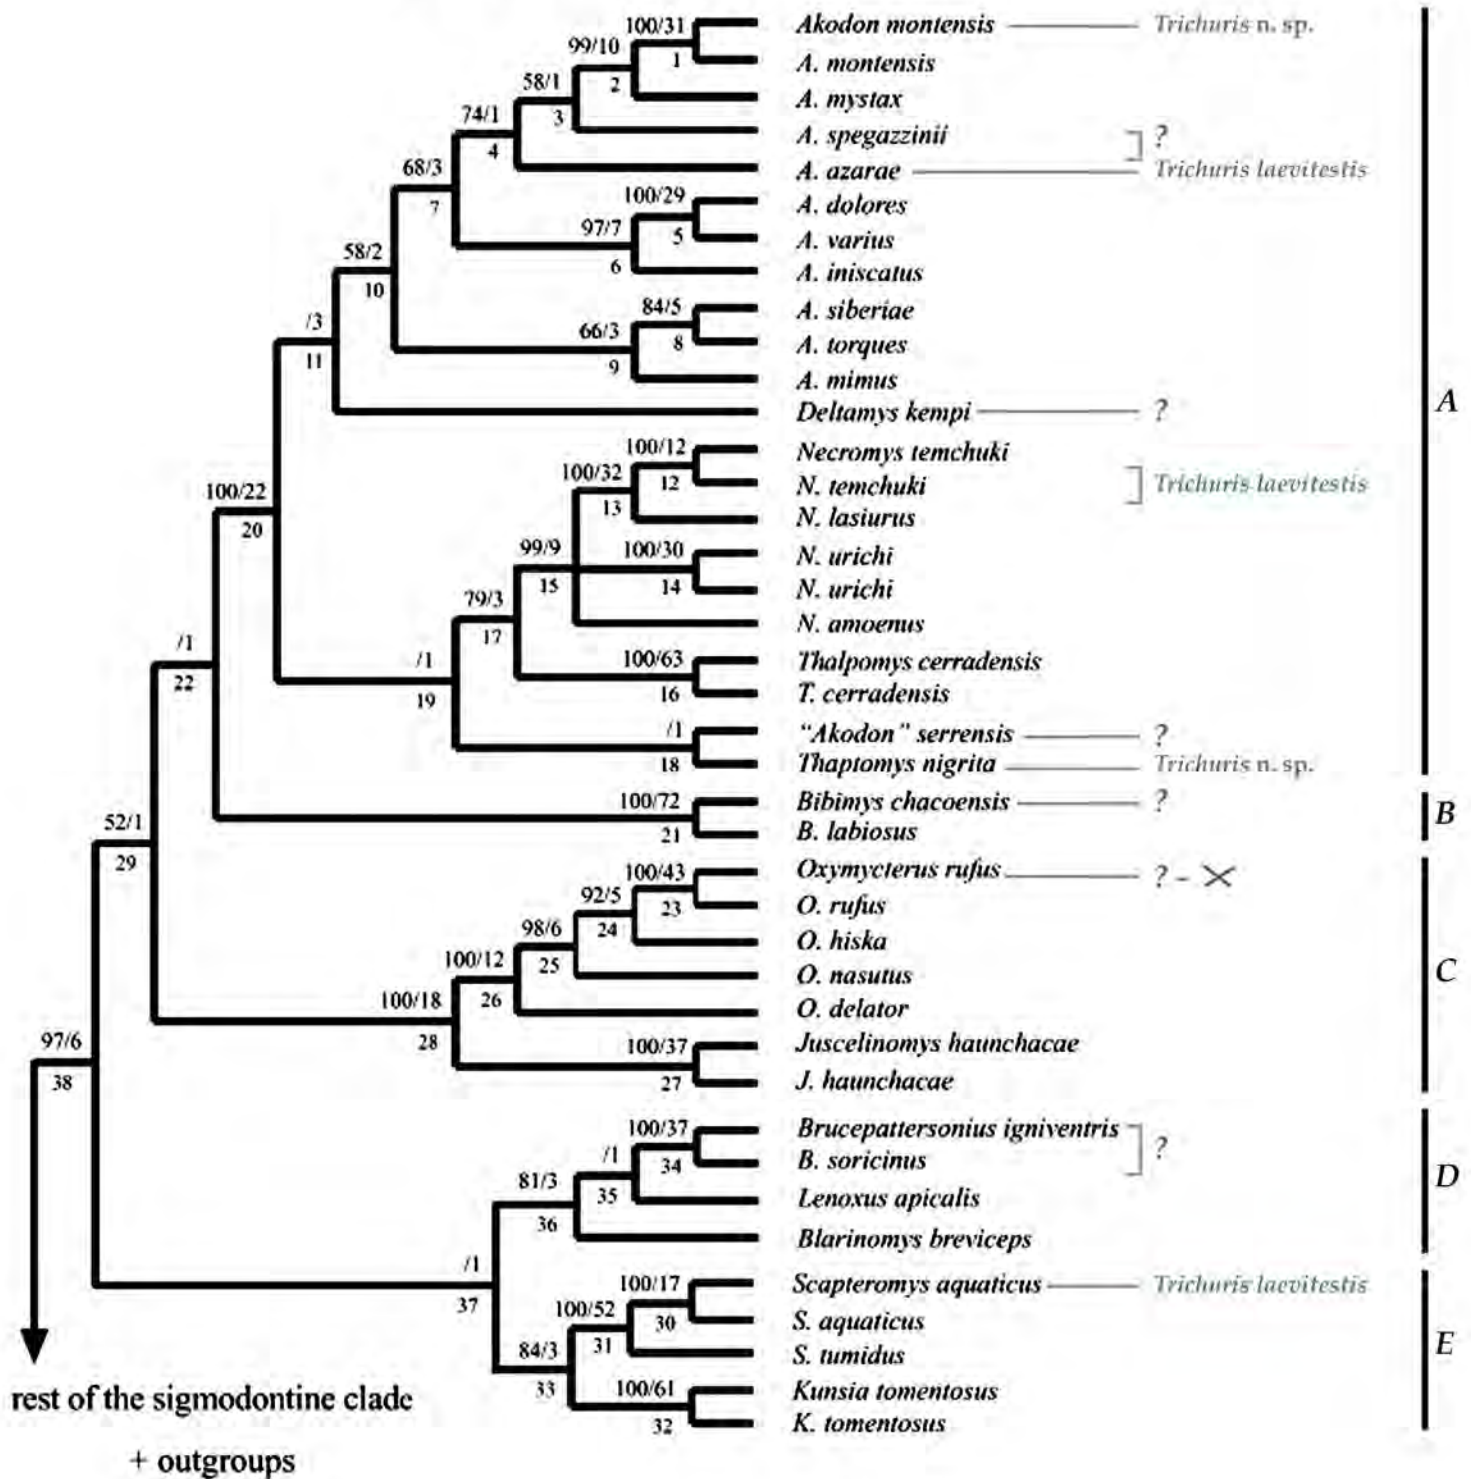 100/31 Akodon montensis Trichuris n. sp.
99/10 1 A. montensis
58/1 2 A. mystax
74/1 3 A. spegazzinii ?
68/3 4 A. azarae Trichuris laevitestis
7 100/29 A. dolores
97/7 5 A. varius
58/2 6 A. iniscatus
10 84/5 A. siberiae
/3 66/3 8 A. torques
11 9 A. mimus
Deltamys kempi ?
A
100/12 Necromys temchuki
100/32 12 N. temchuki Trichuris laevitestis
100/22 13 N. lasiurus
20 99/9 100/30 N. urichi
15 14 N. urichi
79/3 N. amoenus
/1 17 /1 100/63 Thalpomys cerradensis
22 19 16 T. cerradensis
/1 "Akodon" serrensis ?
18 Thaptomys nigrita Trichuris n. sp.
100/72 Bibimys chacoensis ?
B
52/1 21 B. labiosus
29 100/43 Oxymycterus rufus ? -
92/5 23 O. rufus
98/6 24 O. hiska
100/12 25 O. nasutus
C
100/18 26 O. delator
97/6 28 100/37 Juscelinomys haunchacae
38 27 J. haunchacae
100/37 Brucepattersonius igniventris
/1 34 B. soricinus ?
81/3 35 Lenoxus apicalis
D
36 Blarinomys breviceps
/1 100/17 Scapteromys aquaticus Trichuris laevitestis
37 100/52 30 S. aquaticus
84/3 31 S. tumidus
E
33 100/61 Kunsia tomentosus
32 K. tomentosus
rest of the sigmodontine clade
+ outgroups